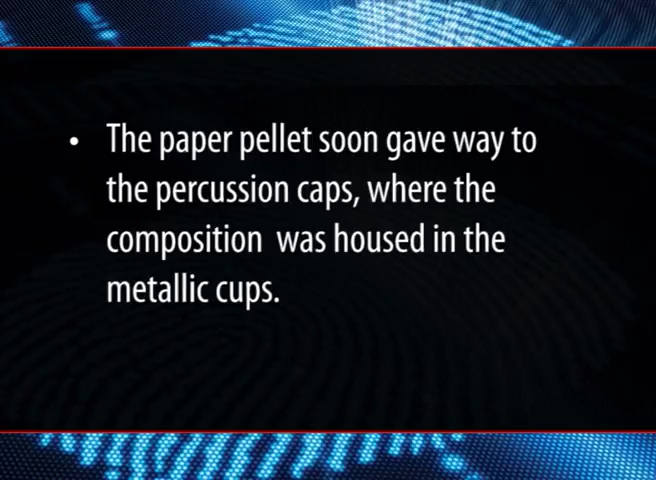 • The paper pellet soon gave way to
the percussion caps, where the
composition  was housed in the
metallic cups.